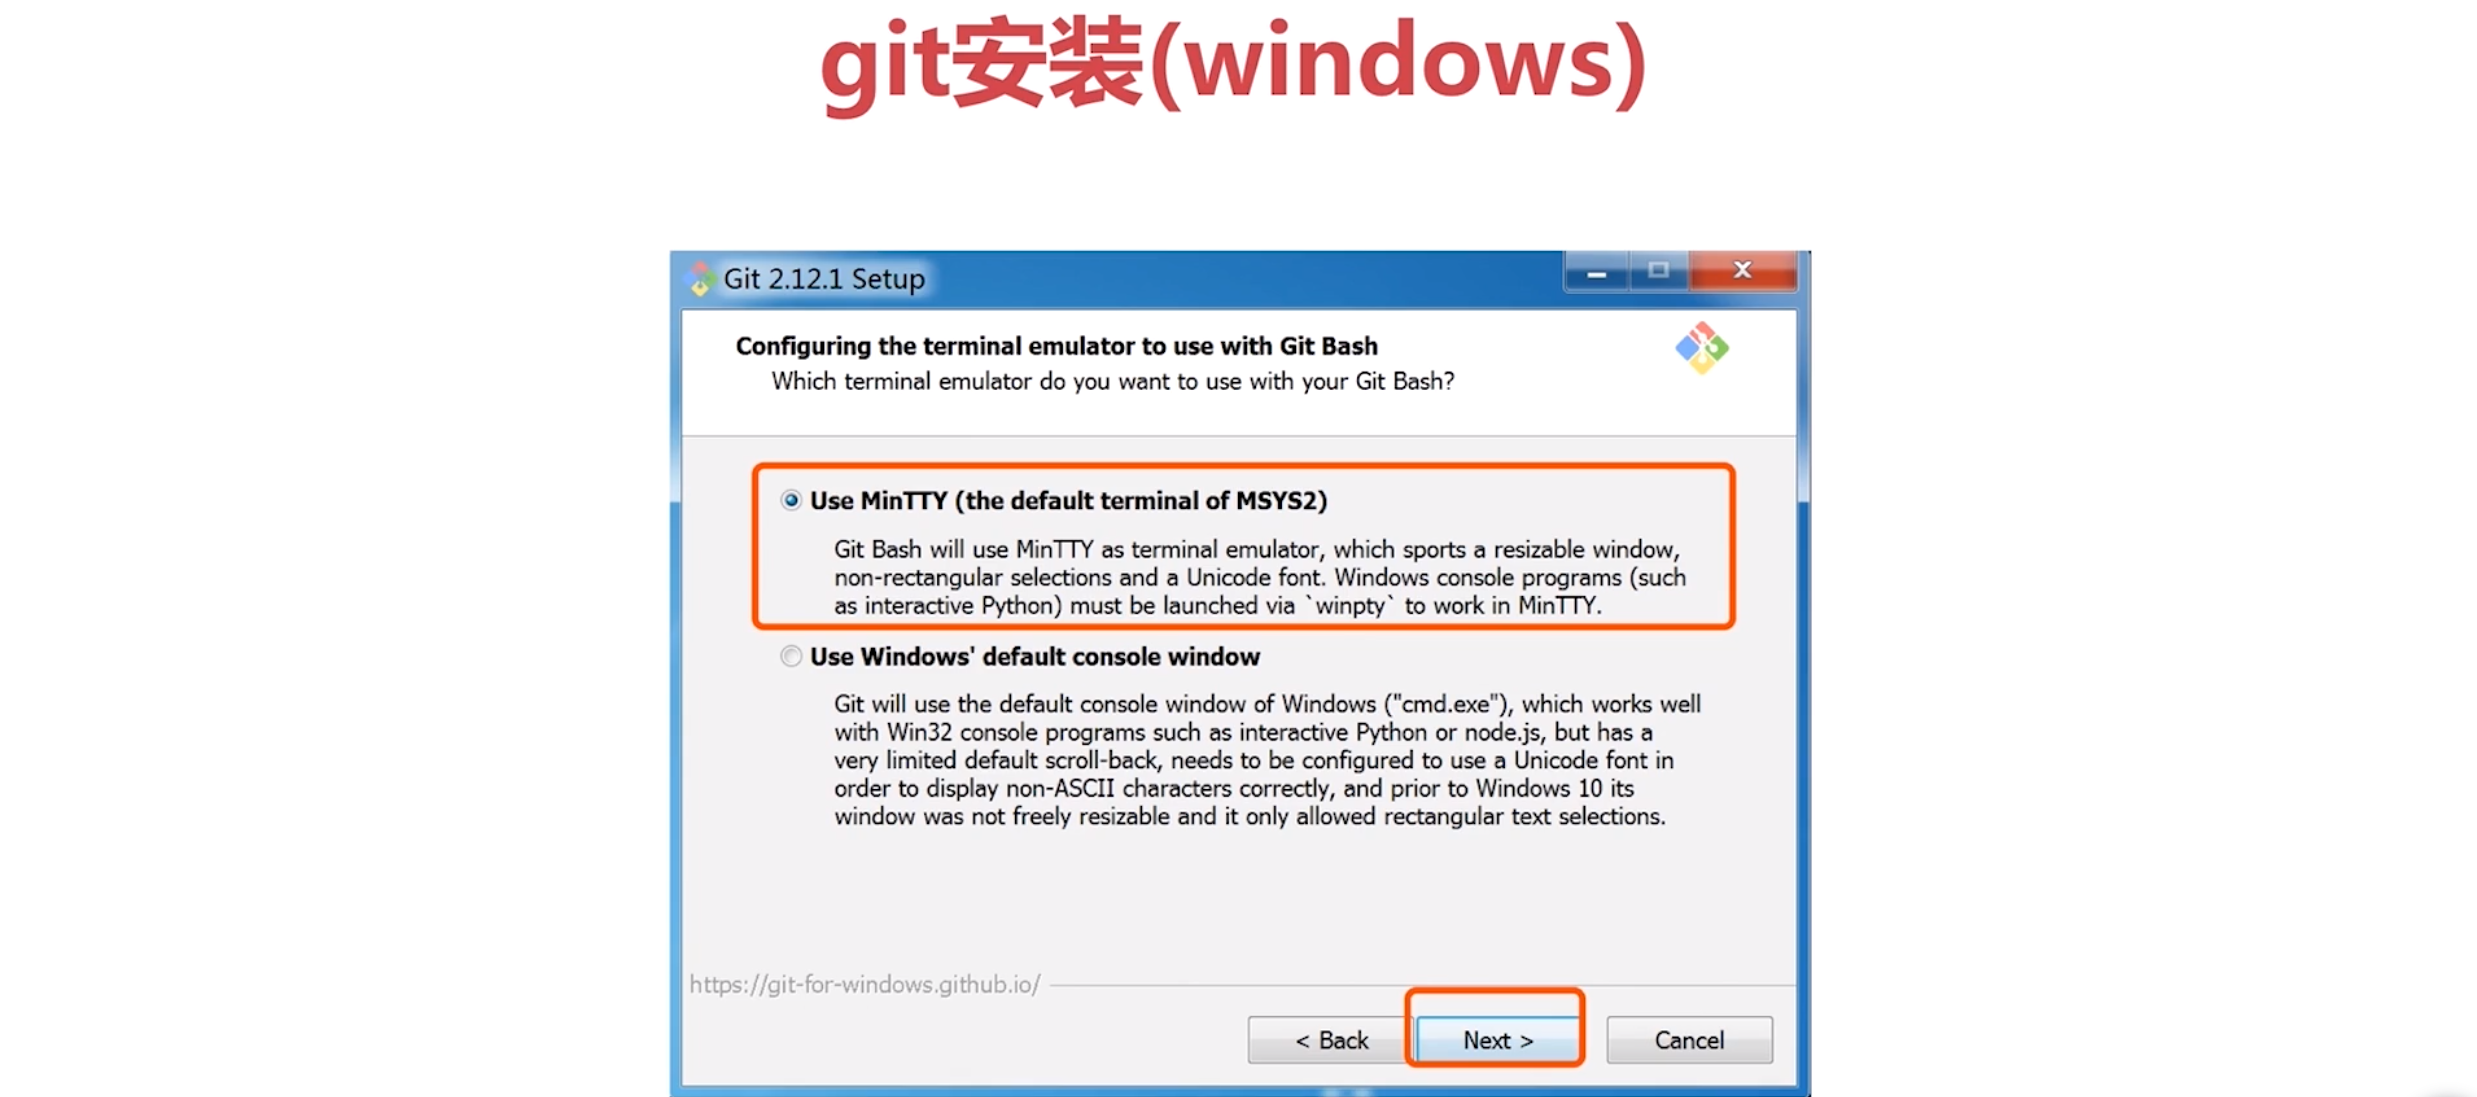 git安装(windows)
Git 2.12.1 Setup
Configuring the terminal emulator to use with Git Bash
Which terminal emulator do you want to use with your Git Bash?
Use MinTTY (the default terminal of MSYS2)
Git Bash will use MinTTY as terminal emulator, which sports a resizable window,
non-rectangular selections and a Unicode font. Windows console programs (such
as interactive Python) must be launched via `winpty` to work in MinTTY.
Use Windows' default console window
Git will use the default console window of Windows ("cmd.exe"), which works well
with Win32 console programs such as interactive Python or node.js, but has a
very limited default scroll-back, needs to be configured to use a Unicode font in
order to display non-ASCII characters correctly, and prior to Windows 10 its
window was not freely resizable and it only allowed rectangular text selections.
https://git-for-windows.github.io/
< Back
Next >
Cancel